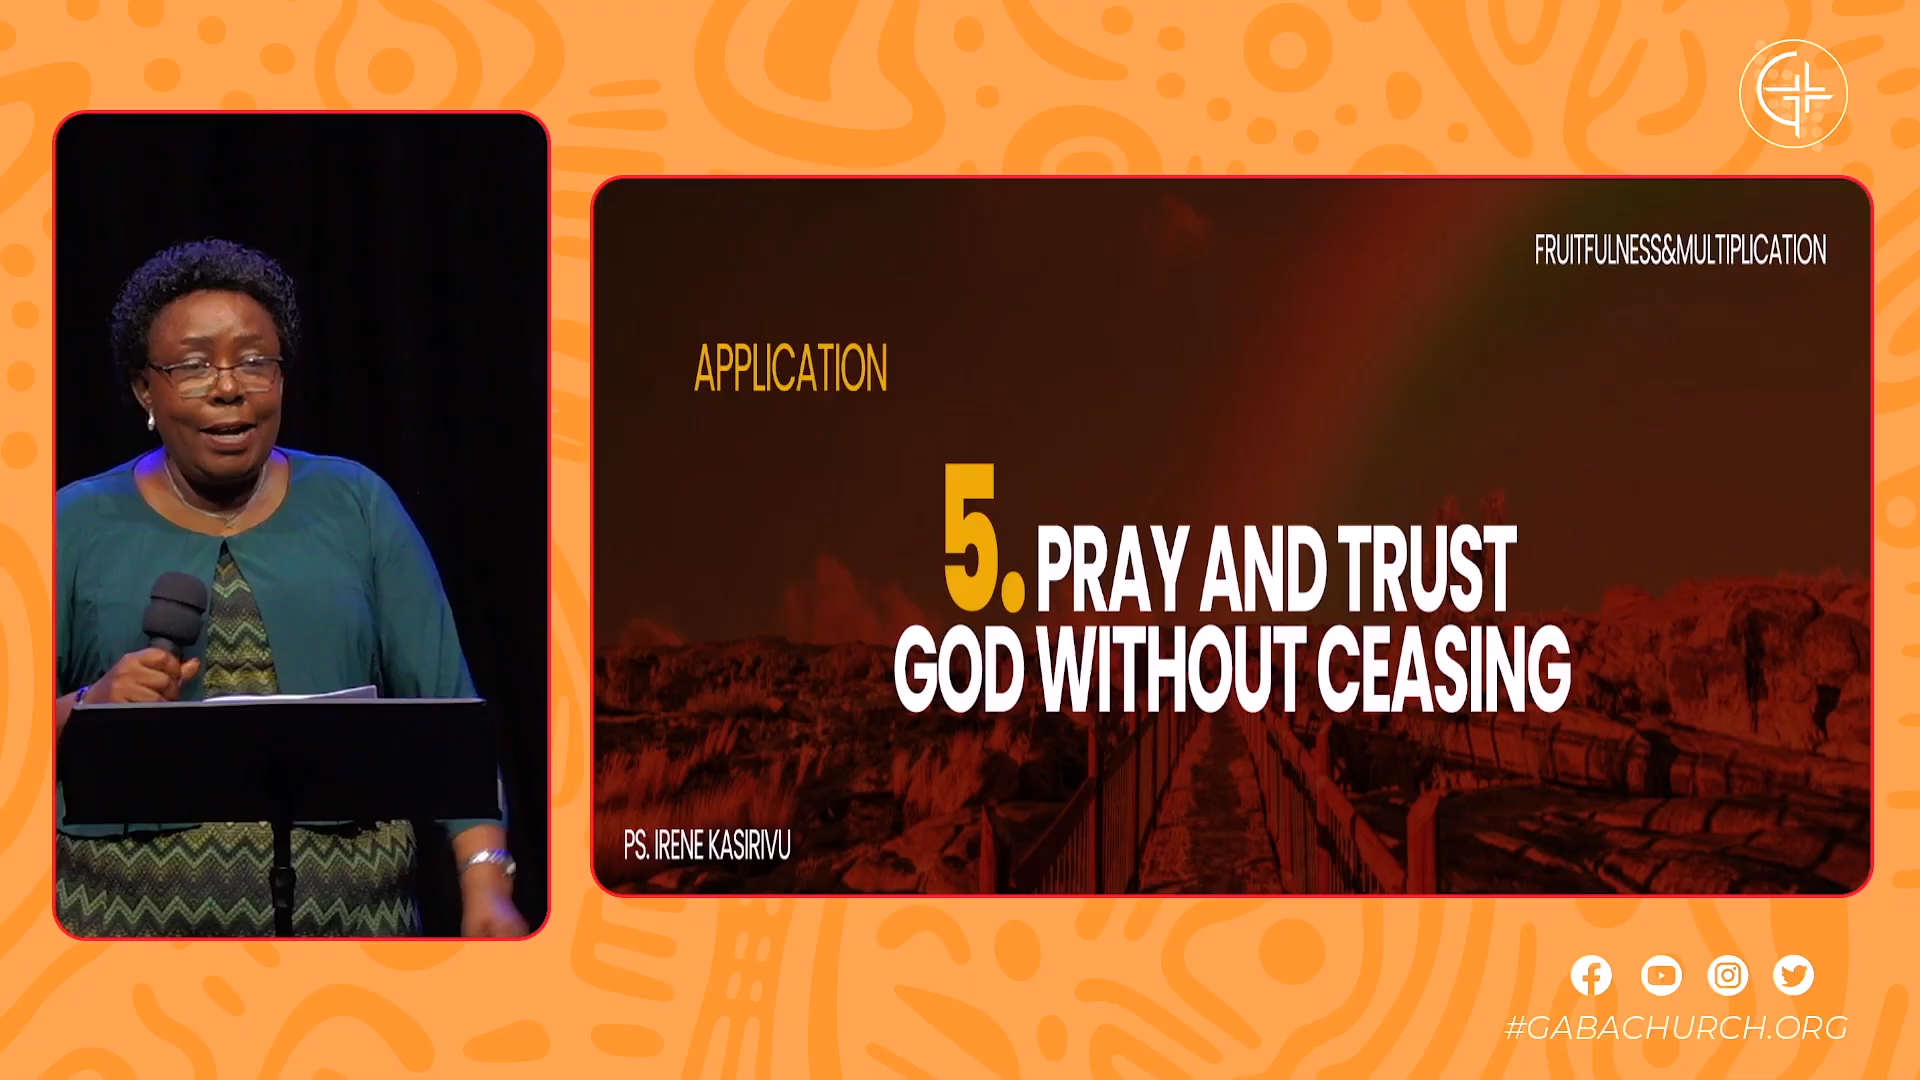 FRUITFULNESS&MULTIPLICATION
APPLICATION
5. PRAY AND TRUST
GOD WITHOUT CEASING
PS. IRENE KASIRIVU
#GABACHURCH.ORG